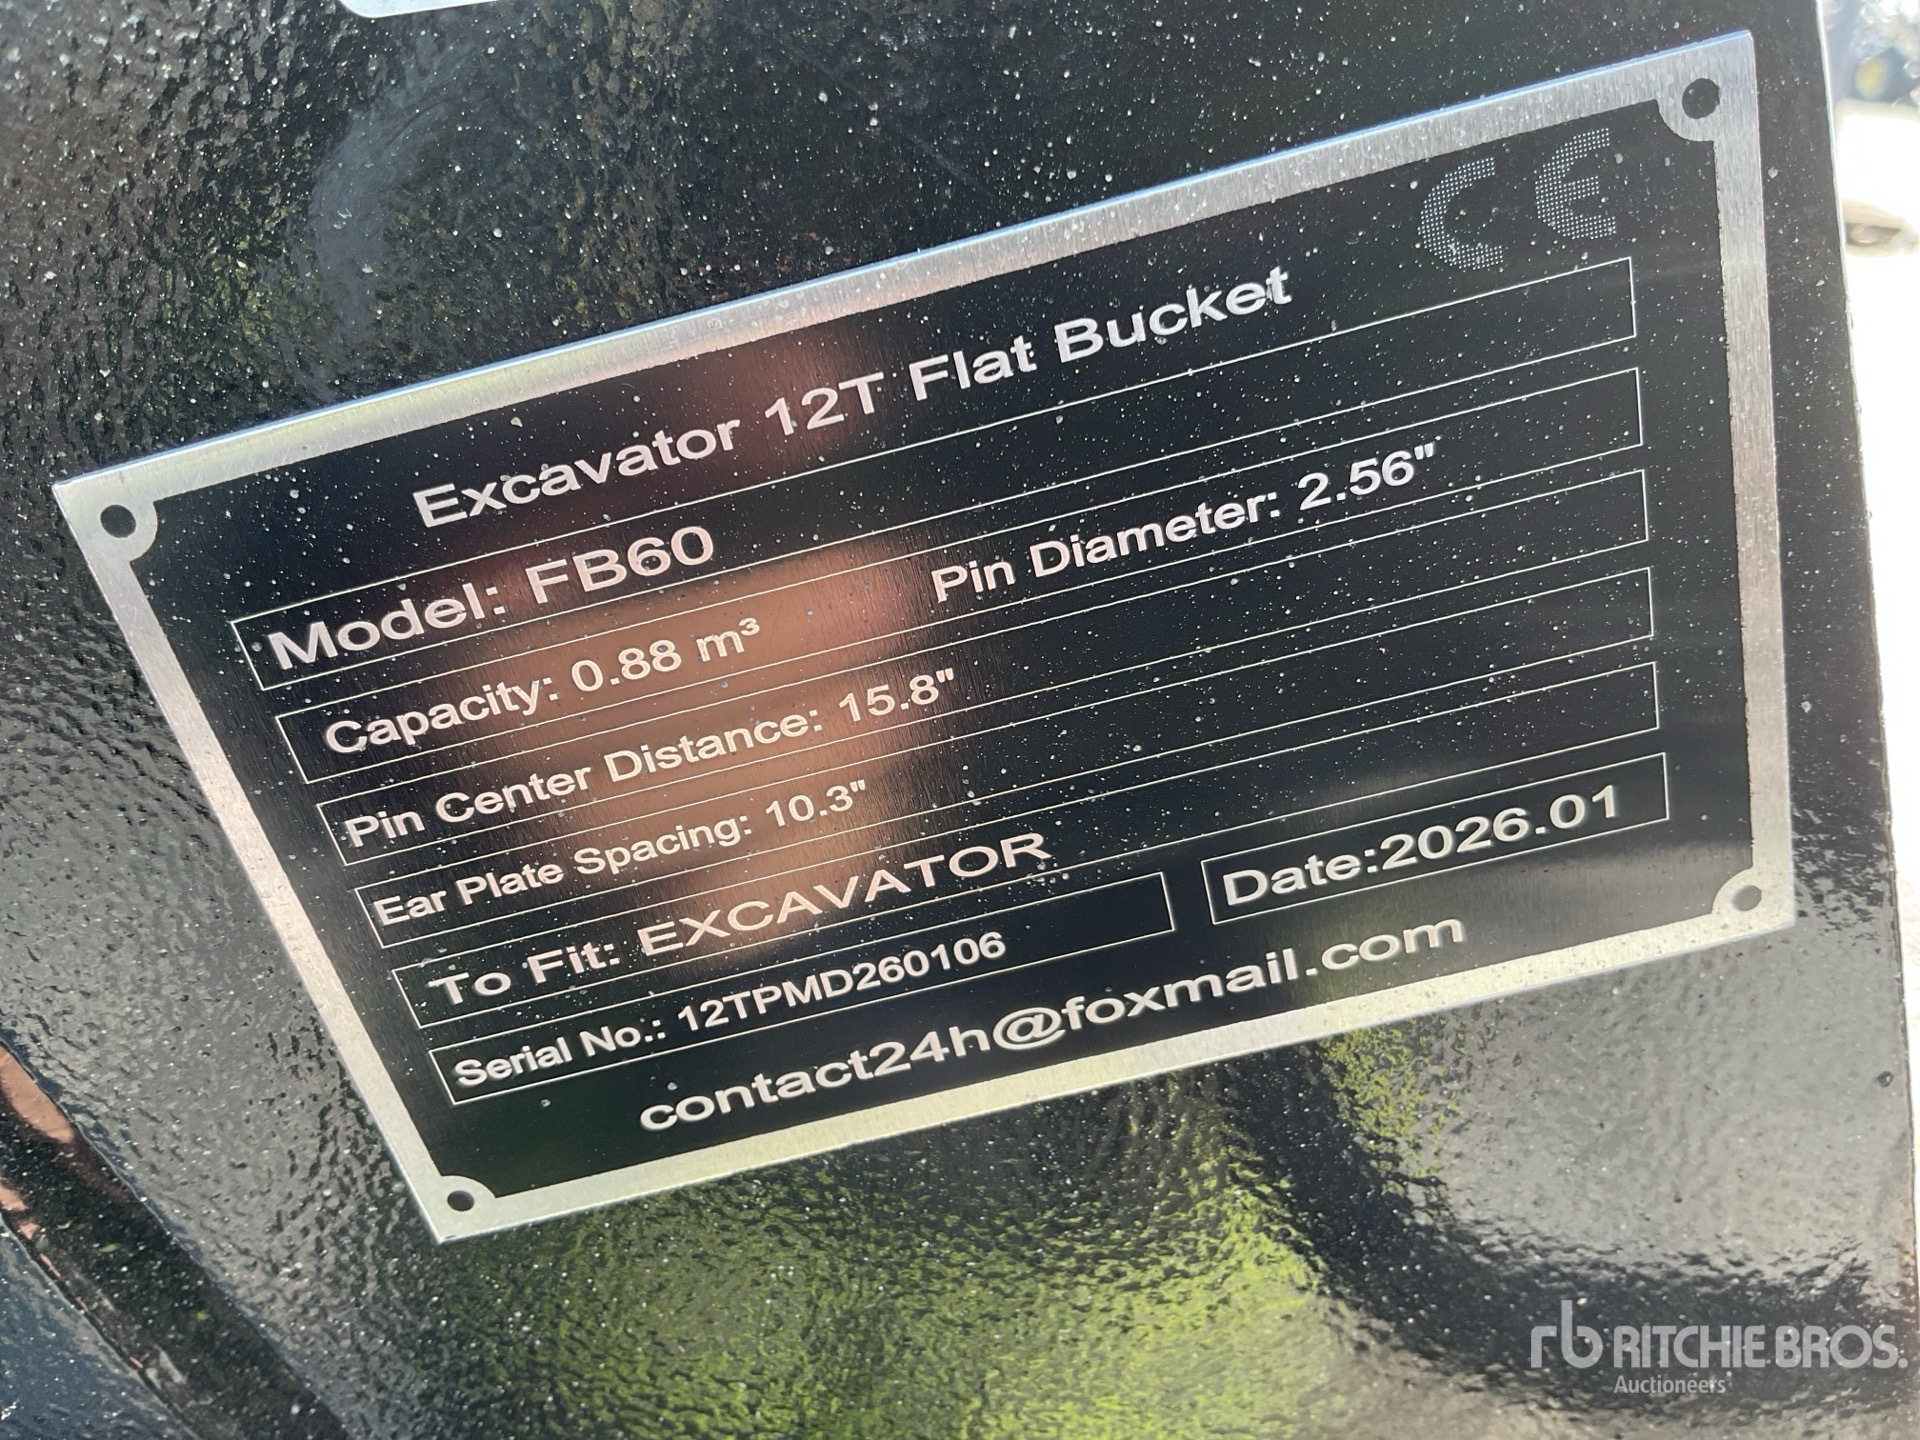 CE
Excavator 12T Flat Bucket
Model: FB60
Capacity: 0.88 m³ Pin Diameter: 2.56"
Pin Center Distance: 15.8"
Ear Plate Spacing: 10.3"
To Fit: EXCAVATOR
Serial No.: 12TPMD260106 Date:2026.01
contact24h@foxmail.com
rb RITCHIE BROS.
Auctioneers